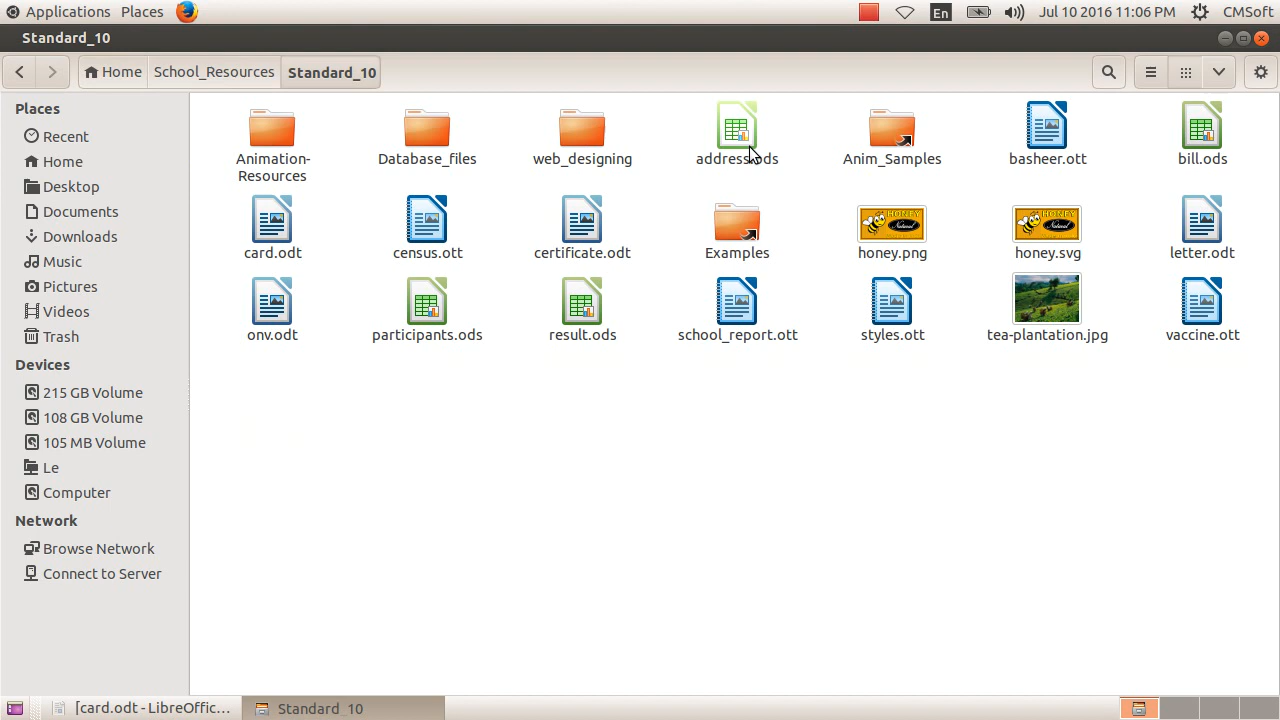 Applications Places En Jul 10 2016 11:06 PM CMSoft
Standard_10
Home School_Resources Standard_10
Places
Recent
Home
Desktop
Documents
Downloads
Music
Pictures
Videos
Trash
Devices
215 GB Volume
108 GB Volume
105 MB Volume
Le
Computer
Network
Browse Network
Connect to Server
Animation-
Resources
Database_files
web_designing
address.ods
Anim_Samples
basheer.ott
bill.ods
card.odt
census.ott
certificate.odt
Examples
honey.png
honey.svg
letter.odt
onv.odt
participants.ods
result.ods
school_report.ott
styles.ott
tea-plantation.jpg
vaccine.ott
HONEY
Natural
HONEY
Natural
[card.odt - LibreOffic... Standard_10